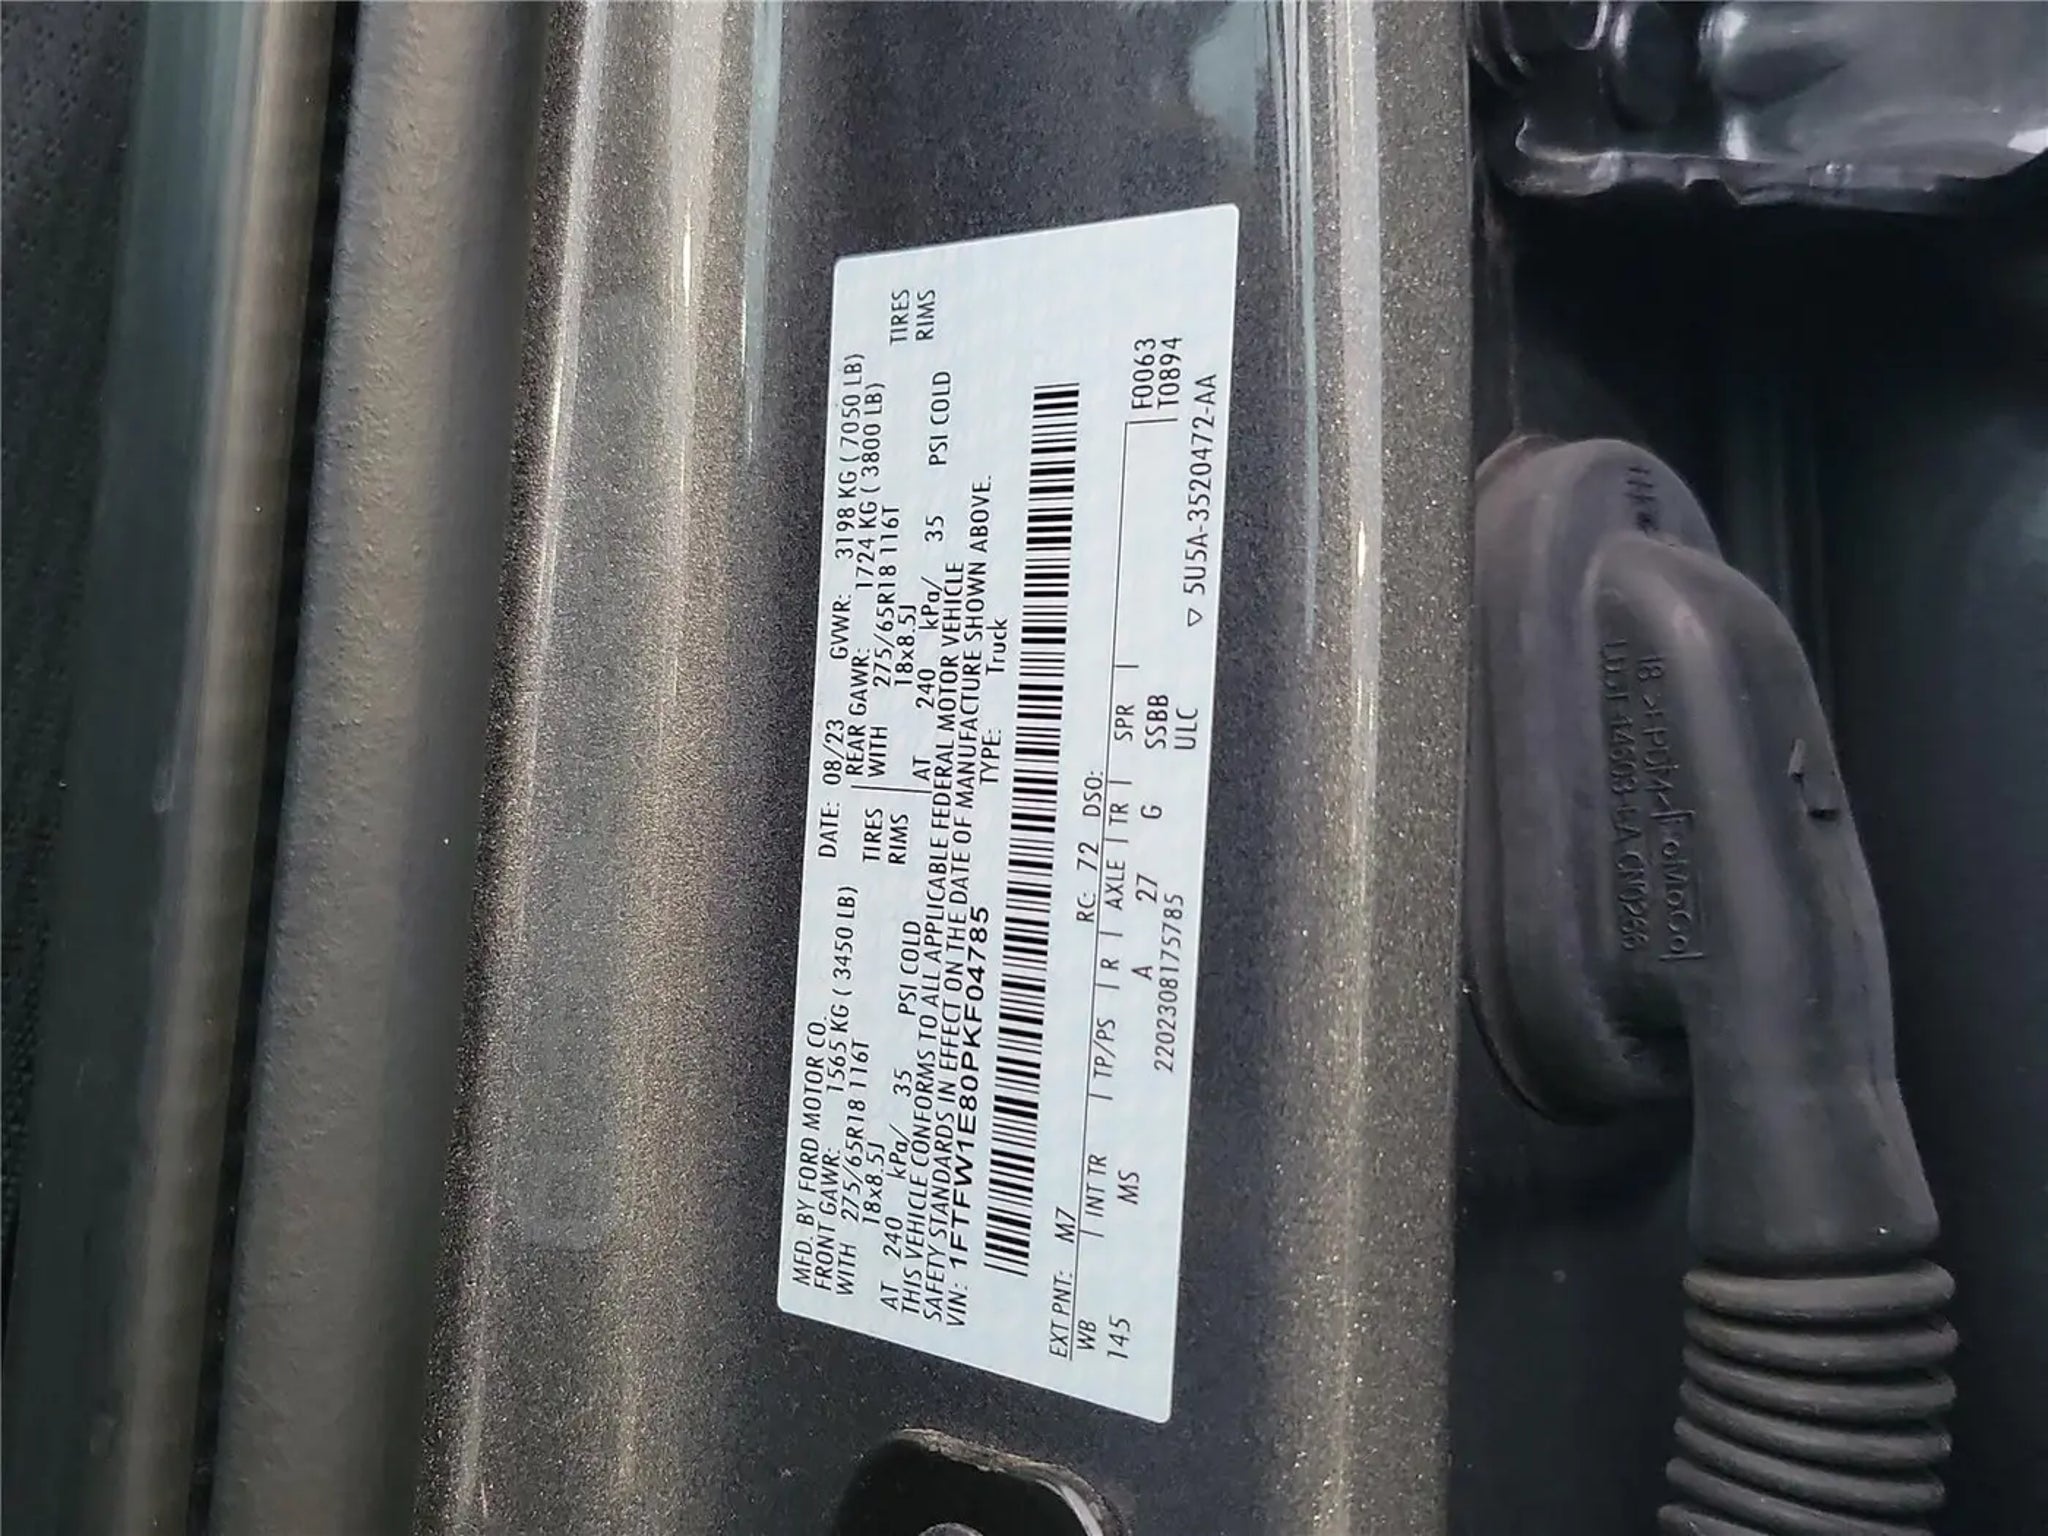 MFD. BY FORD MOTOR CO. DATE: 08/23 GVWR: 3198 KG ( 7050 LB)
FRONT GAWR: 1565 KG ( 3450 LB) REAR GAWR: 1724 KG ( 3800 LB)
WITH 275/65R18 116T TIRES WITH 275/65R18 116T TIRES
18x8.5J RIMS 18x8.5J RIMS
AT 240 kPa/ 35 PSI COLD AT 240 kPa/ 35 PSI COLD
THIS VEHICLE CONFORMS TO ALL APPLICABLE FEDERAL MOTOR VEHICLE
SAFETY STANDARDS IN EFFECT ON THE DATE OF MANUFACTURE SHOWN ABOVE.
VIN: 1FTFW1E80PKF04785 TYPE: Truck
EXT PNT: M7 RC: 72 DSO:
WB INT TR TP/PS R AXLE TR SPR F0063
145 MS A 27 G SSBB T0894
2202308175785 ULC
▽ 5U5A-3520472-AA
FoMoCo